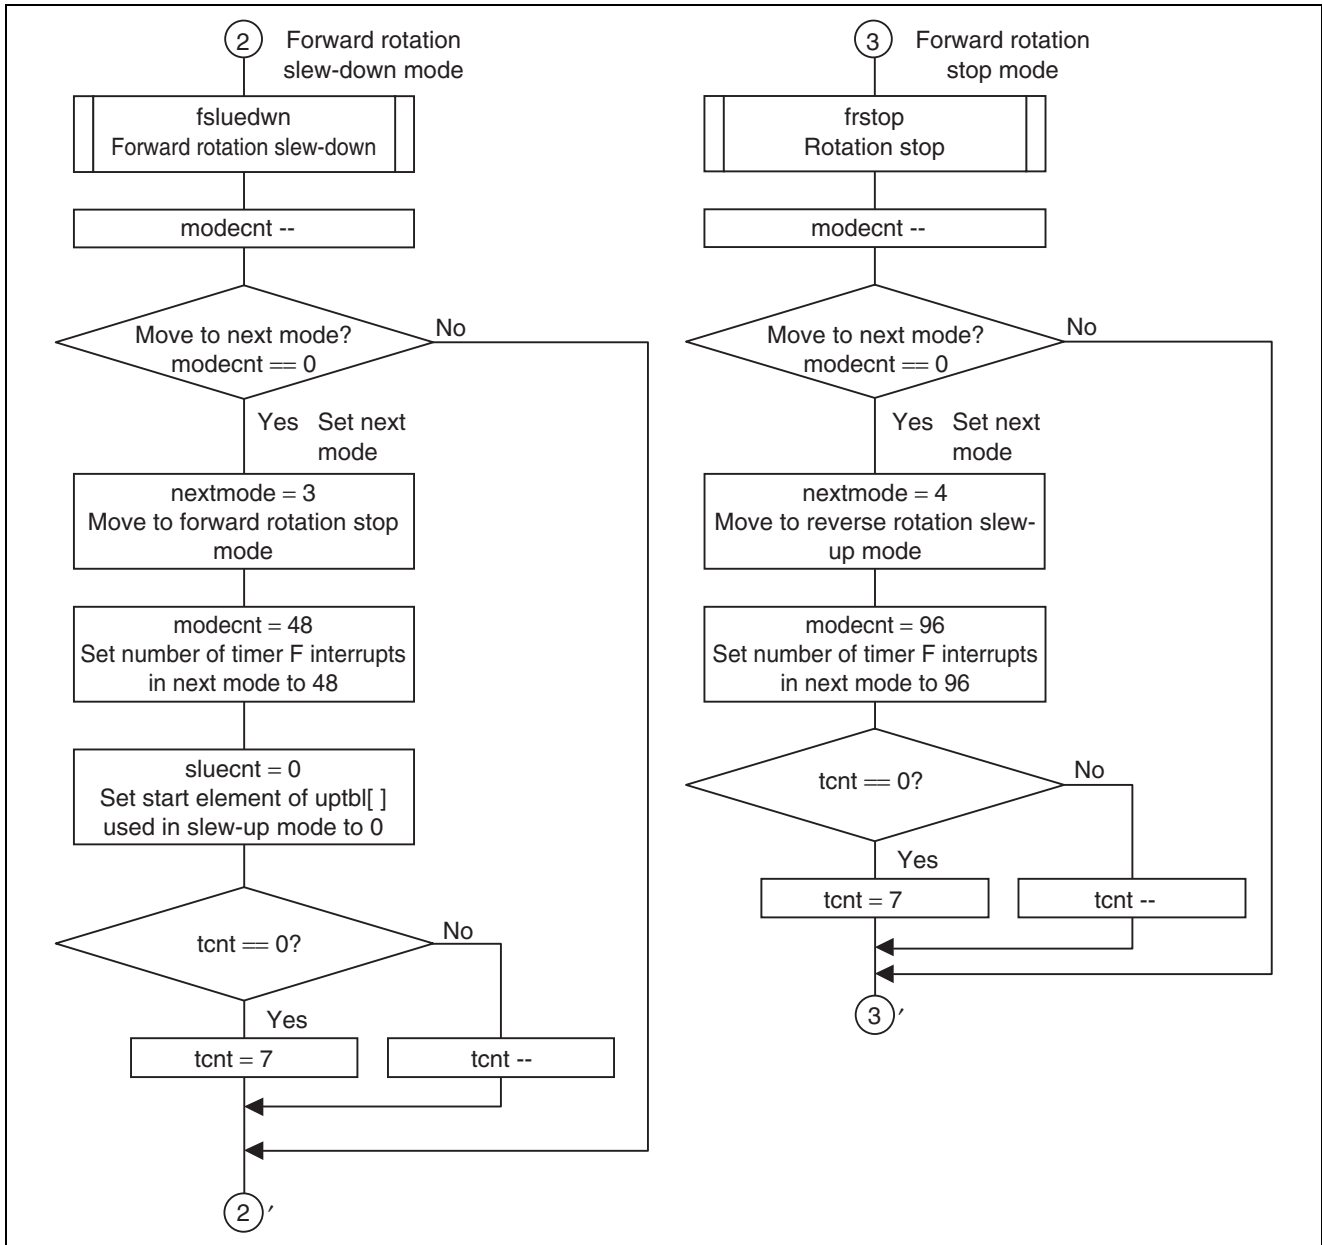 2
Forward rotation
slew-down mode
fsluedwn
Forward rotation slew-down
modecnt --
Move to next mode?
modecnt == 0
No
Yes
Set next
mode
nextmode = 3
Move to forward rotation stop
mode
modecnt = 48
Set number of timer F interrupts
in next mode to 48
sluecnt = 0
Set start element of uptbl[ ]
used in slew-up mode to 0
tcnt == 0?
No
Yes
tcnt = 7
tcnt --
2 ′
3
Forward rotation
stop mode
frstop
Rotation stop
modecnt --
Move to next mode?
modecnt == 0
No
Yes
Set next
mode
nextmode = 4
Move to reverse rotation slew-
up mode
modecnt = 96
Set number of timer F interrupts
in next mode to 96
tcnt == 0?
No
Yes
tcnt = 7
tcnt --
3 ′